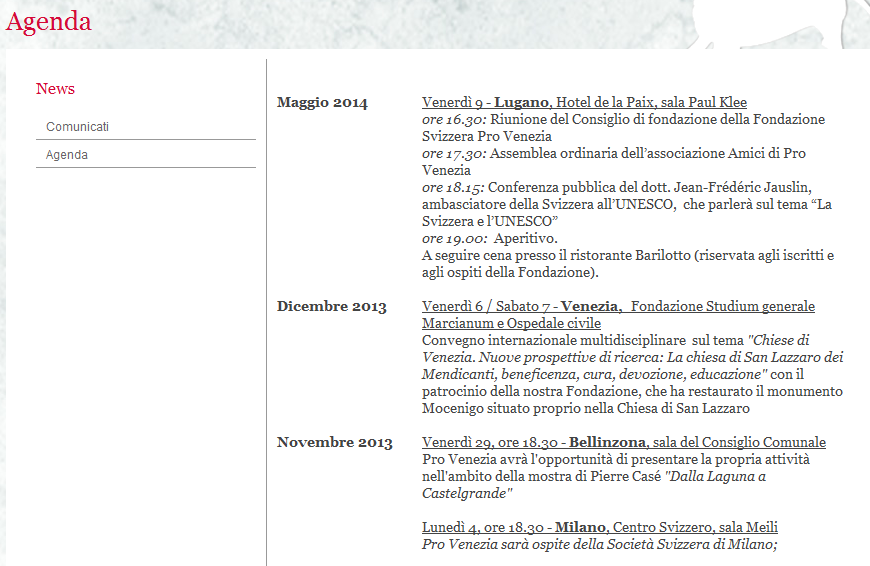 Agenda
News
Comunicati
Agenda
Maggio 2014
Venerdì 9 - Lugano, Hotel de la Paix, sala Paul Klee
ore 16.30: Riunione del Consiglio di fondazione della Fondazione
Svizzera Pro Venezia
ore 17.30: Assemblea ordinaria dell'associazione Amici di Pro
Venezia
ore 18.15: Conferenza pubblica del dott. Jean-Frédéric Jauslin,
ambasciatore della Svizzera all'UNESCO,  che parlerà sul tema “La
Svizzera e l'UNESCO”
ore 19.00:  Aperitivo.
A seguire cena presso il ristorante Barilotto (riservata agli iscritti e
agli ospiti della Fondazione).
Dicembre 2013
Venerdì 6 / Sabato 7 - Venezia,   Fondazione Studium generale
Marcianum e Ospedale civile
Convegno internazionale multidisciplinare  sul tema "Chiese di
Venezia. Nuove prospettive di ricerca: La chiesa di San Lazzaro dei
Mendicanti, beneficenza, cura, devozione, educazione" con il
patrocinio della nostra Fondazione, che ha restaurato il monumento
Mocenigo situato proprio nella Chiesa di San Lazzaro
Novembre 2013
Venerdì 29, ore 18.30 - Bellinzona, sala del Consiglio Comunale
Pro Venezia avrà l'opportunità di presentare la propria attività
nell'ambito della mostra di Pierre Casé "Dalla Laguna a
Castelgrande"
Lunedì 4, ore 18.30 - Milano, Centro Svizzero, sala Meili
Pro Venezia sarà ospite della Società Svizzera di Milano;